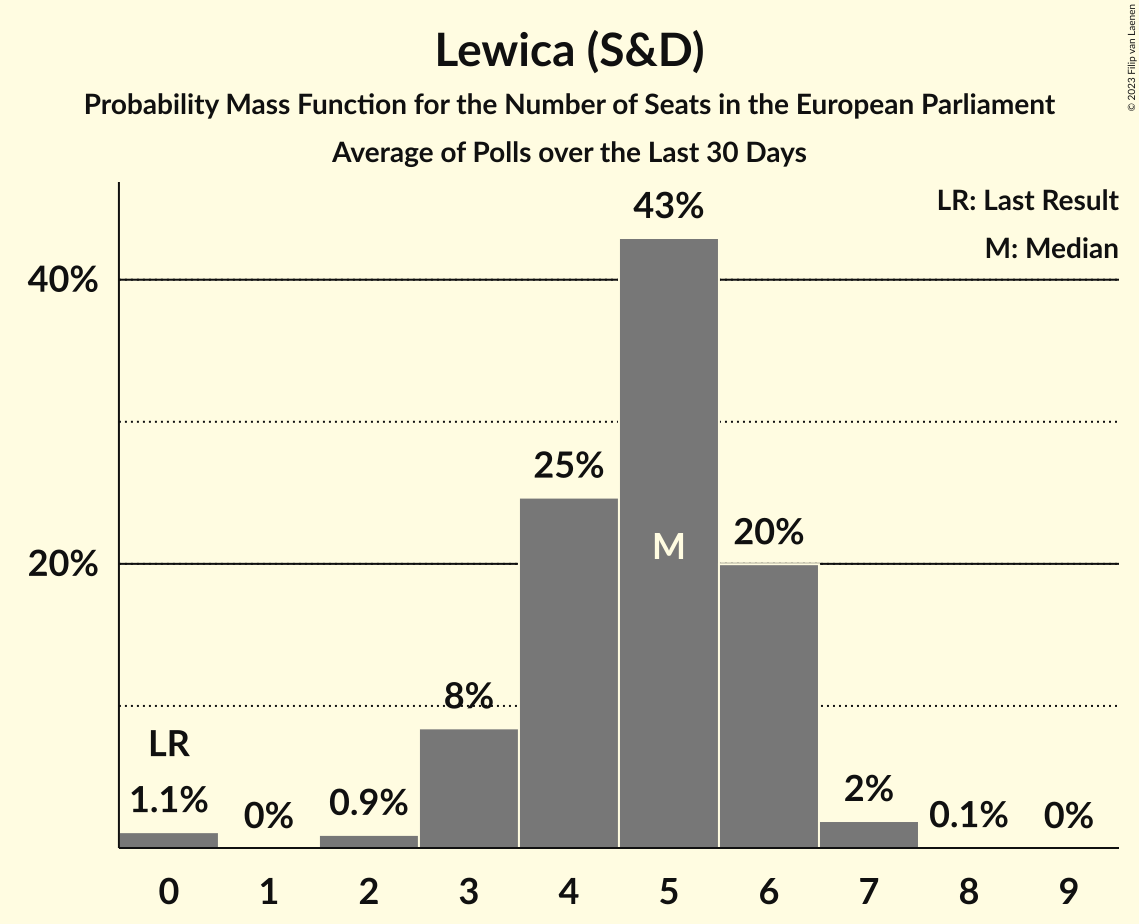 Lewica (S&D)
Probability Mass Function for the Number of Seats in the European Parliament
Average of Polls over the Last 30 Days
© 2023 Filip van Laenen
LR: Last Result
M: Median
40%
20%
LR
1.1%
0%
0.9%
8%
25%
43%
M
20%
2%
0.1%
0%
0 1 2 3 4 5 6 7 8 9